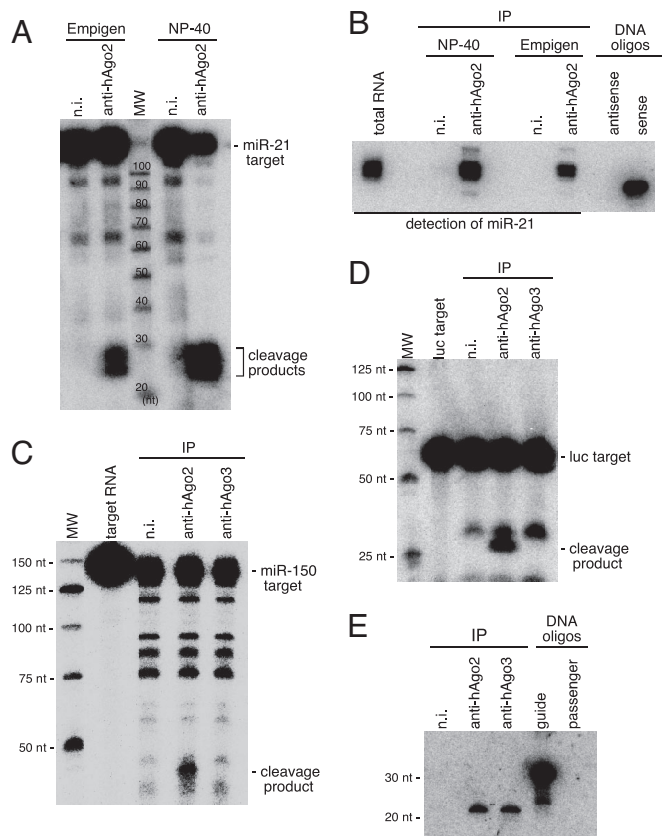 A
Empigen
NP-40
n.i.
anti-hAgo2
MW
n.i.
anti-hAgo2
- miR-21
target
100
90
80
70
60
50
40
30
20
(nt)
cleavage
products
B
IP
NP-40
Empigen
DNA
oligos
total RNA
n.i.
anti-hAgo2
n.i.
anti-hAgo2
antisense
sense
detection of miR-21
C
IP
MW
target RNA
n.i.
anti-hAgo2
anti-hAgo3
150 nt -
125 nt -
100 nt -
75 nt -
50 nt -
- miR-150
target
- cleavage
product
D
IP
MW
luc target
n.i.
anti-hAgo2
anti-hAgo3
125 nt -
100 nt -
75 nt -
50 nt -
25 nt -
- luc target
- cleavage
product
E
IP
DNA
oligos
n.i.
anti-hAgo2
anti-hAgo3
guide
passenger
30 nt -
20 nt -